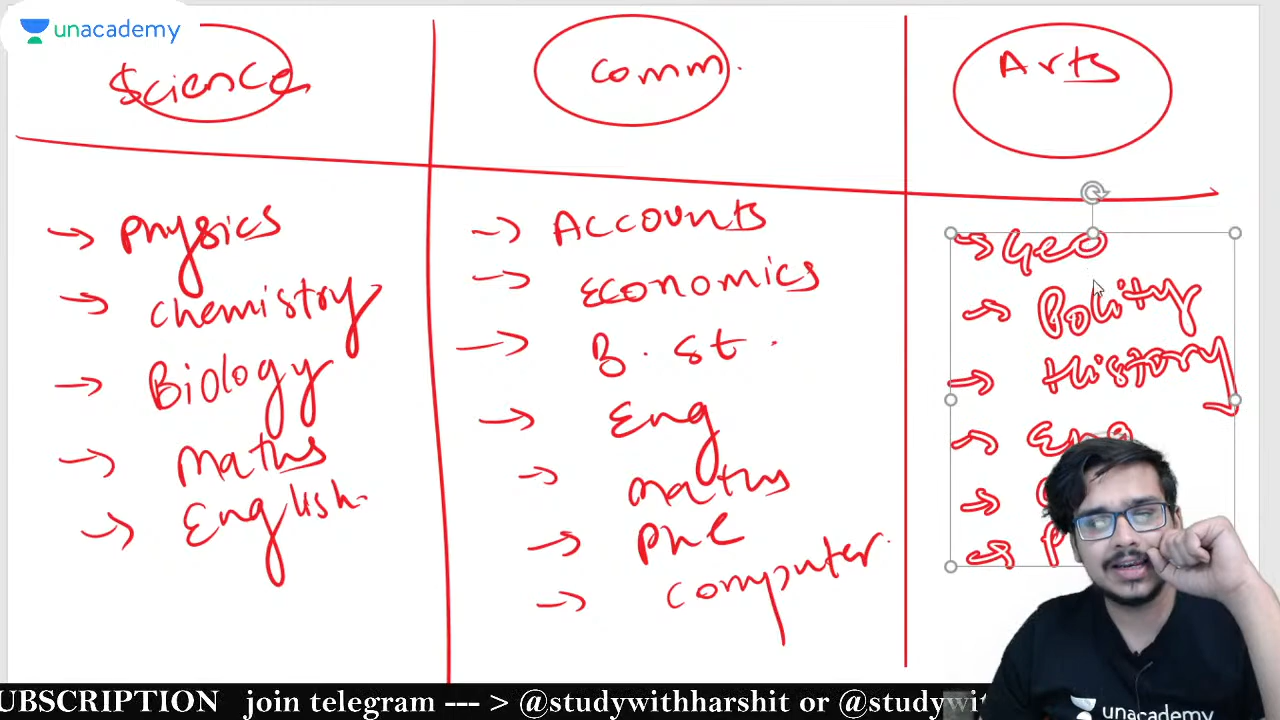 unacademy
Science
Comm.
Arts
→ Physics
→ Chemistry
→ Biology
→ Maths
→ English.
→ Accounts
→ Economics
→ B. St.
→ Eng
→ Maths
→ Phe
→ Computer.
→ Geo
→ Polity
→ History
→ Eng
unacademy
SUBSCRIPTION join telegram --- > @studywithharshit or @studywit